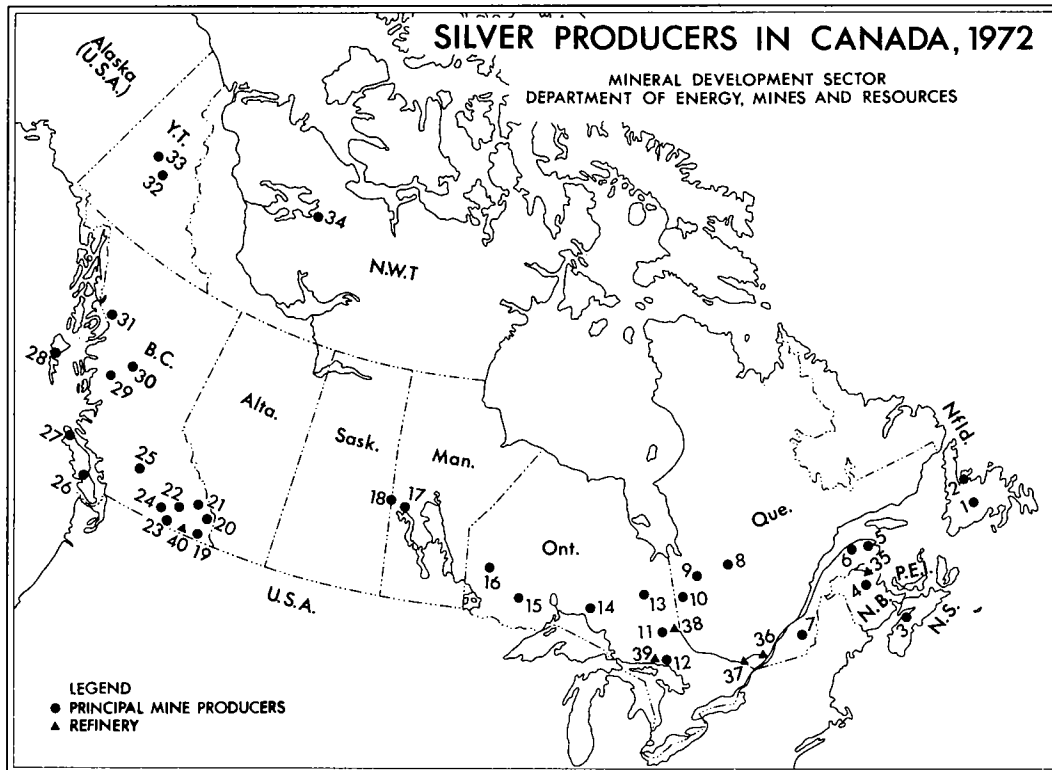 SILVER PRODUCERS IN CANADA, 1972
MINERAL DEVELOPMENT SECTOR
DEPARTMENT OF ENERGY, MINES AND RESOURCES
Alaska
(U.S.A)
Y.T.
33
32
34
N.W.T
31
28
B.C.
30
29
Alta.
Sask.
Man.
Nfld.
27
25
26
24
22
21
20
23
40
19
18
17
2
1
Que.
Ont.
U.S.A.
16
15
14
13
9
8
10
11
38
39
12
37
36
7
6
5
35
P.E.I.
4
N.B.
3
N.S.
LEGEND
● PRINCIPAL MINE PRODUCERS
▲ REFINERY